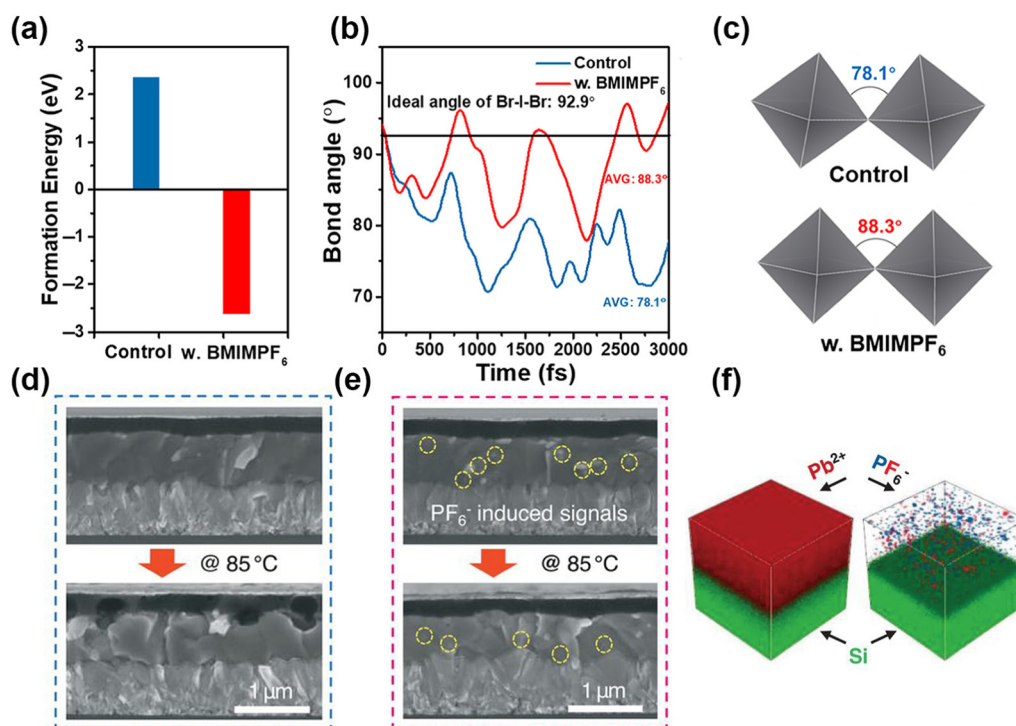 (a)
3
2
1
0
−1
−2
−3
Formation Energy (eV)
Control
w. BMIMPF₆
(b)
100
90
80
70
Bond angle (°)
Control
w. BMIMPF₆
Ideal angle of Br-I-Br: 92.9°
AVG: 88.3°
AVG: 78.1°
0 500 1000 1500 2000 2500 3000
Time (fs)
(c)
78.1°
Control
88.3°
w. BMIMPF₆
(d)
@ 85 °C
1 μm
(e)
PF₆⁻ induced signals
@ 85 °C
1 μm
(f)
Pb²⁺
PF₆⁻
Si